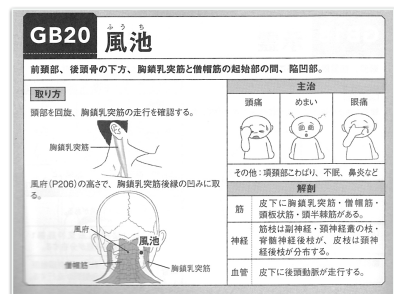 GB20
ふうち
風池
前頚部、後頭骨の下方、胸鎖乳突筋と僧帽筋の起始部の間、陥凹部。
取り方
頭部を回旋、胸鎖乳突筋の走行を確認する。
胸鎖乳突筋
風府(P206)の高さで、胸鎖乳突筋後縁の凹みに取
る。
風府
風池
僧帽筋
胸鎖乳突筋
主治
頭痛
めまい
眼痛
その他:項頚部こわばり、不眠、鼻炎など
解剖
筋
皮下に胸鎖乳突筋・僧帽筋・
頭板状筋・頭半棘筋がある。
神経
筋枝は副神経・頚神経叢の枝・
脊髄神経後枝が、皮枝は頚神
経後枝が分布する。
血管
皮下に後頭動脈が走行する。